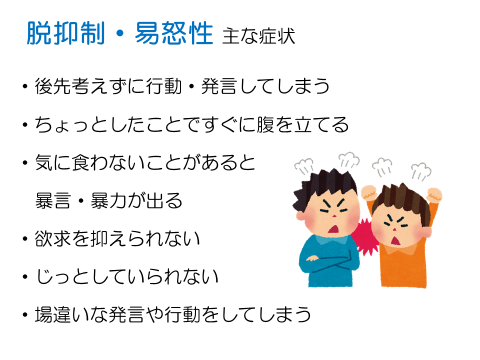 脱抑制・易怒性 主な症状
・後先考えずに行動・発言してしまう
・ちょっとしたことですぐに腹を立てる
・気に食わないことがあると
暴言・暴力が出る
・欲求を抑えられない
・じっとしていられない
・場違いな発言や行動をしてしまう